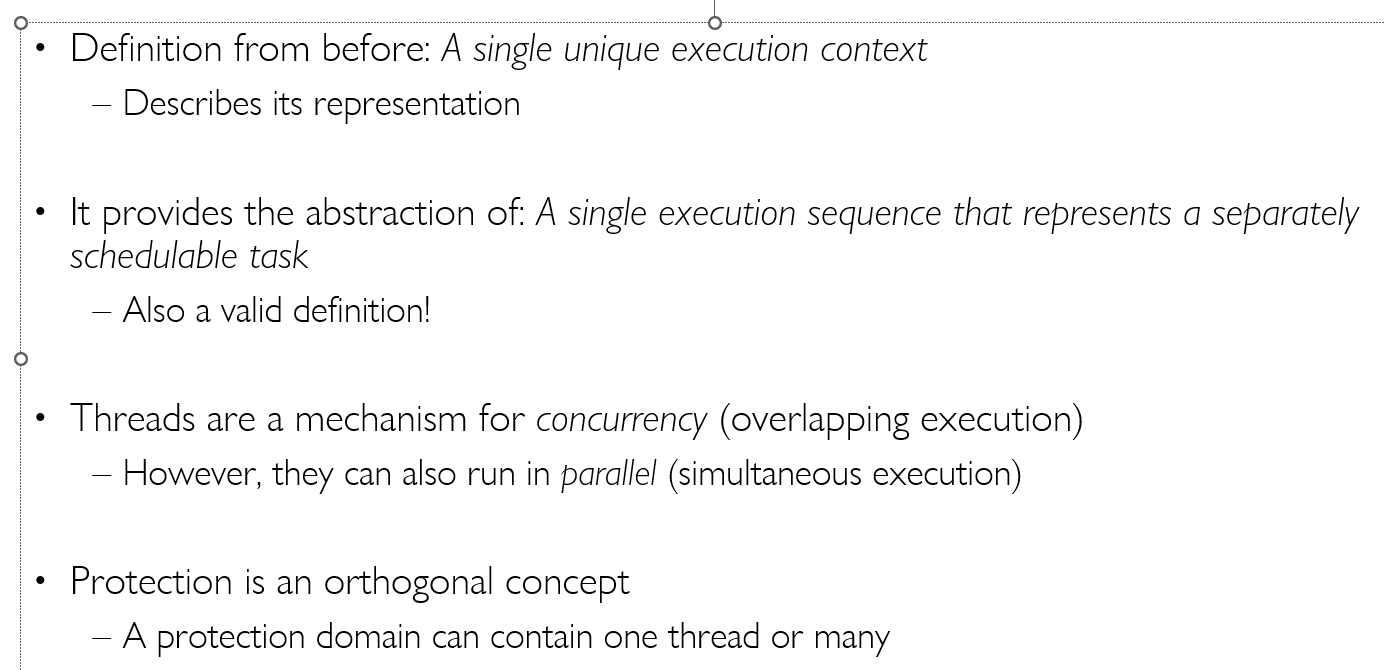 • Definition from before: A single unique execution context
– Describes its representation
• It provides the abstraction of: A single execution sequence that represents a separately
schedulable task
– Also a valid definition!
• Threads are a mechanism for concurrency (overlapping execution)
– However, they can also run in parallel (simultaneous execution)
• Protection is an orthogonal concept
– A protection domain can contain one thread or many